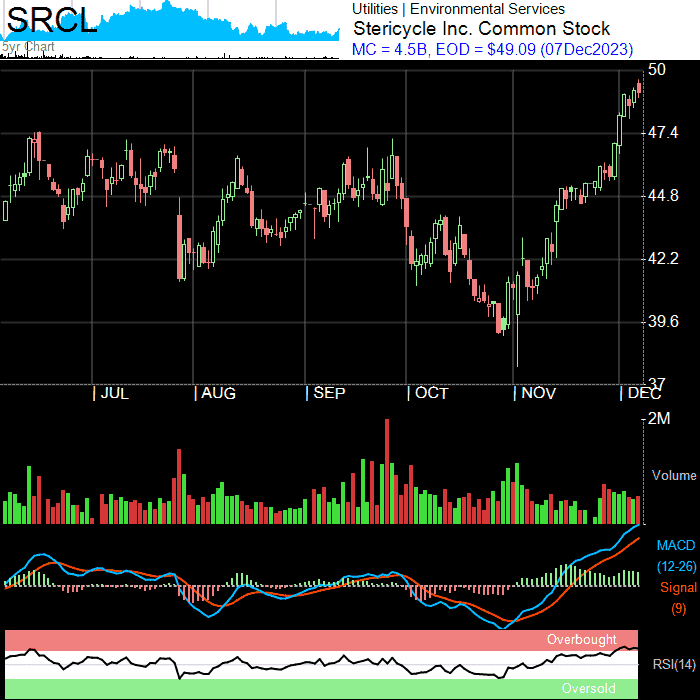 SRCL
5yr Chart
Utilities | Environmental Services
Stericycle Inc. Common Stock
MC = 4.5B, EOD = $49.09 (07Dec2023)
50
47.4
44.8
42.2
39.6
37
| JUL | AUG | SEP | OCT | NOV | DEC
2M
Volume
MACD
(12-26)
Signal
(9)
Overbought
RSI(14)
Oversold